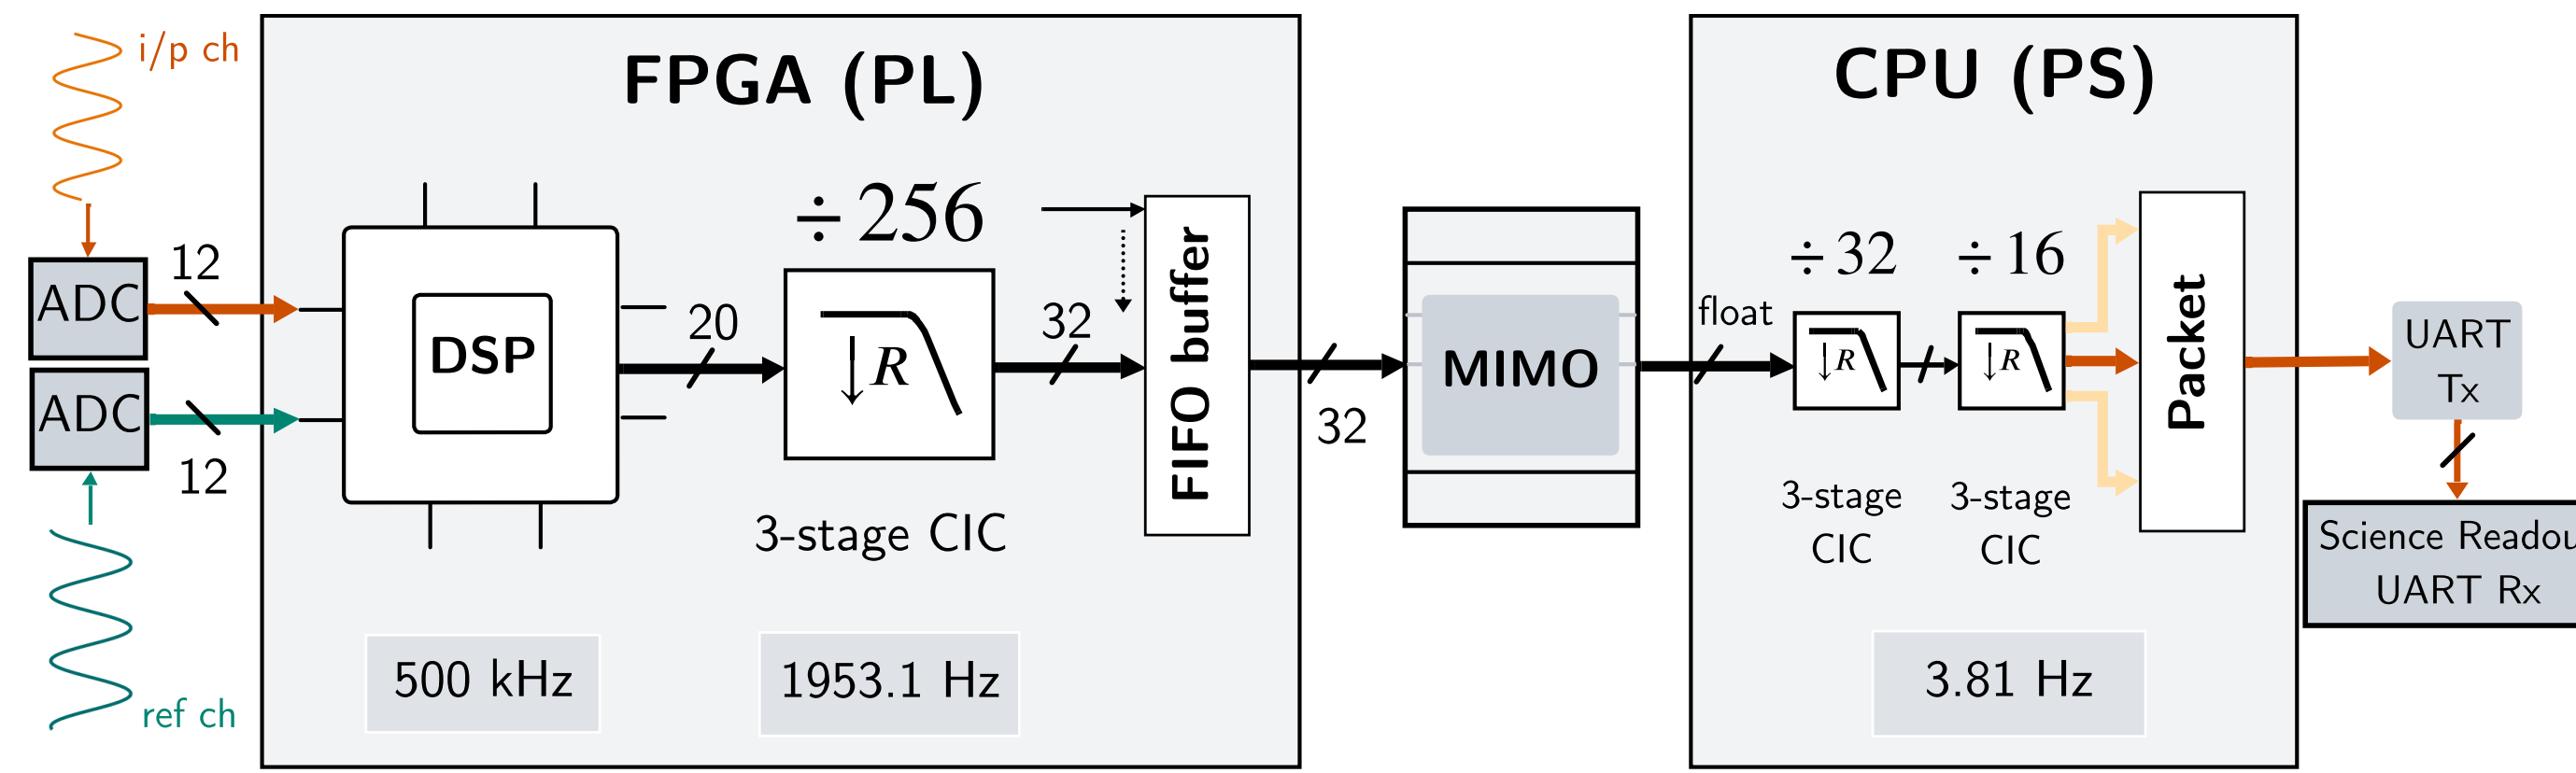 i/p ch
FPGA (PL)
CPU (PS)
÷ 256
÷ 32
÷ 16
12
ADC
DSP
20
↓R
32
FIFO buffer
MIMO
float
↓R
↓R
Packet
UART
Tx
ADC
12
32
3-stage CIC
3-stage
CIC
3-stage
CIC
Science Readou
UART Rx
500 kHz
1953.1 Hz
3.81 Hz
ref ch